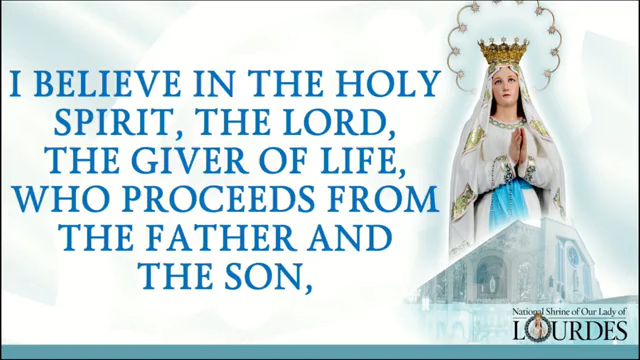 I BELIEVE IN THE HOLY
SPIRIT, THE LORD,
THE GIVER OF LIFE,
WHO PROCEEDS FROM
THE FATHER AND
THE SON,
National Shrine of Our Lady of
LOURDES